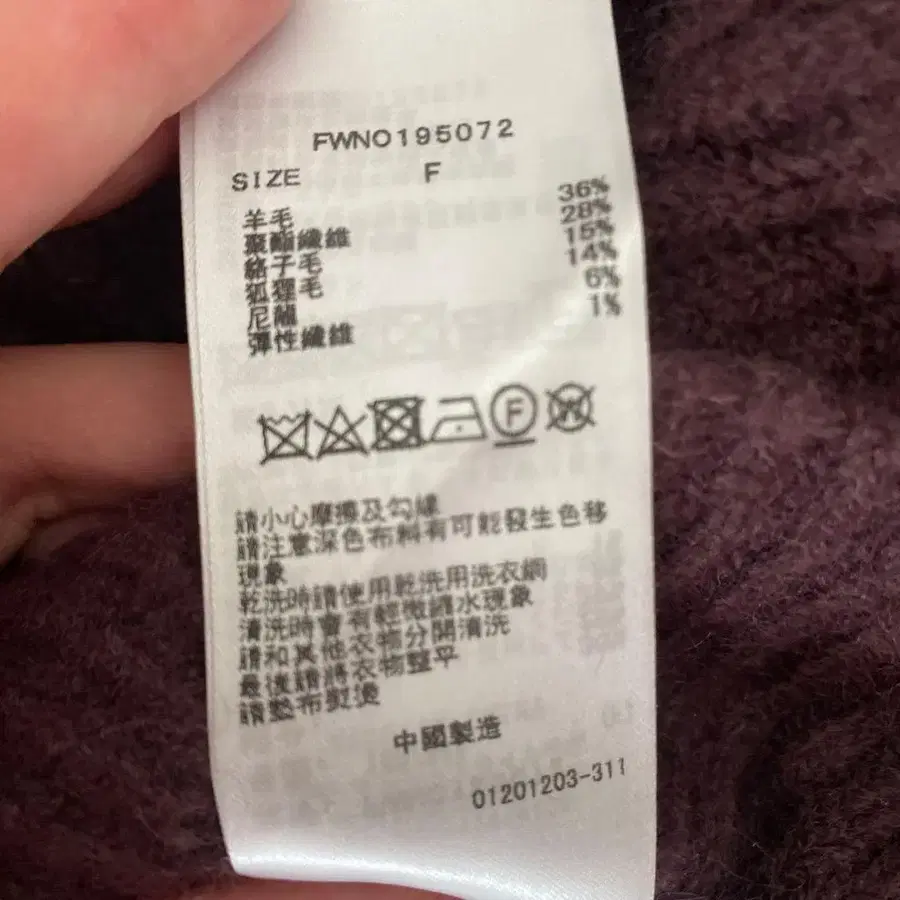 FWNO195072
SIZE F
羊毛 36%
聚酯纖維 28%
貉子毛 15%
狐狸毛 14%
尼龍 6%
彈性纖維 1%
F
W
請小心摩擦及勾縫
請注意深色布料有可能發生色移
現象
乾洗時請使用乾洗用洗衣網
清洗時會有輕微縮水現象
請和其他衣物分開清洗
最後請將衣物整平
請墊布熨燙
中國製造
01201203-311